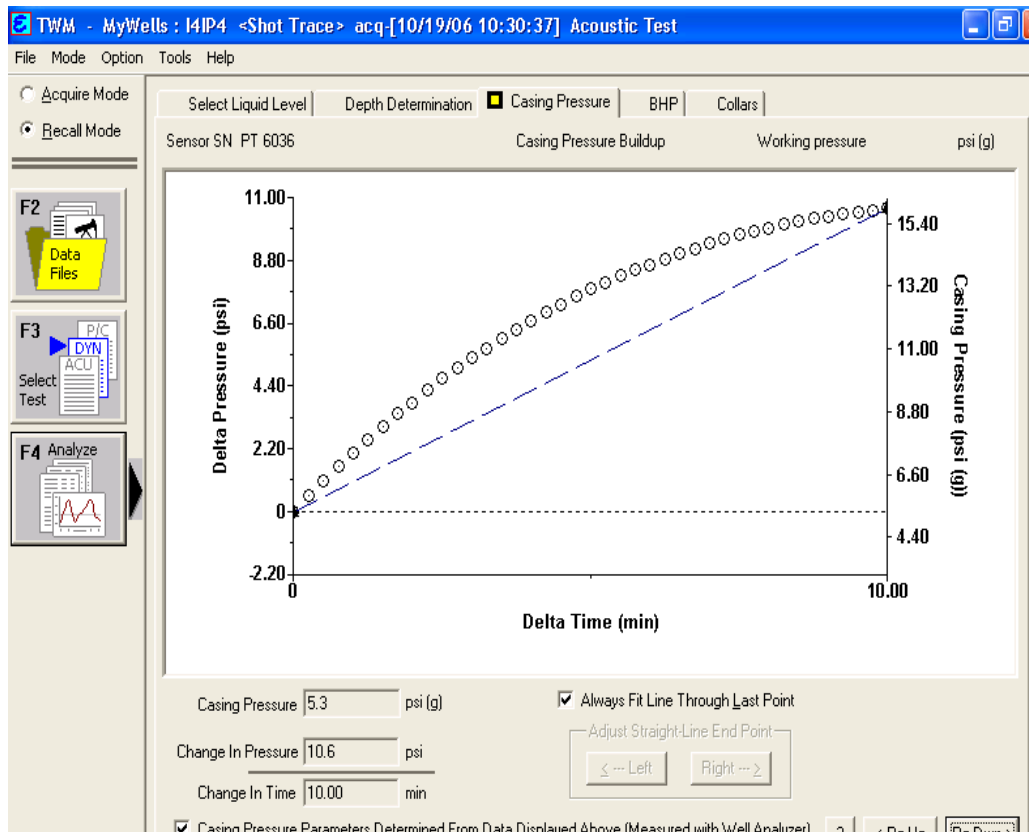 TWM - MyWells : I4IP4 <Shot Trace> acq-[10/19/06 10:30:37] Acoustic Test
File Mode Option Tools Help
Acquire Mode
Recall Mode
F2
Data
Files
F3
P/C
DYN
ACU
Select
Test
F4 Analyze
Select Liquid Level Depth Determination Casing Pressure BHP Collars
Sensor SN PT 6036 Casing Pressure Buildup Working pressure psi (g)
11.00
8.80
6.60
4.40
2.20
0
-2.20
Delta Pressure (psi)
15.40
13.20
11.00
8.80
6.60
4.40
Casing Pressure (psi (g))
0 10.00
Delta Time (min)
Casing Pressure 5.3 psi (g)
Change In Pressure 10.6 psi
Change In Time 10.00 min
Always Fit Line Through Last Point
Adjust Straight-Line End Point
< --- Left Right --- >
Casing Pressure Parameters Determined From Data Displayed Above (Measured with Well Analyzer)